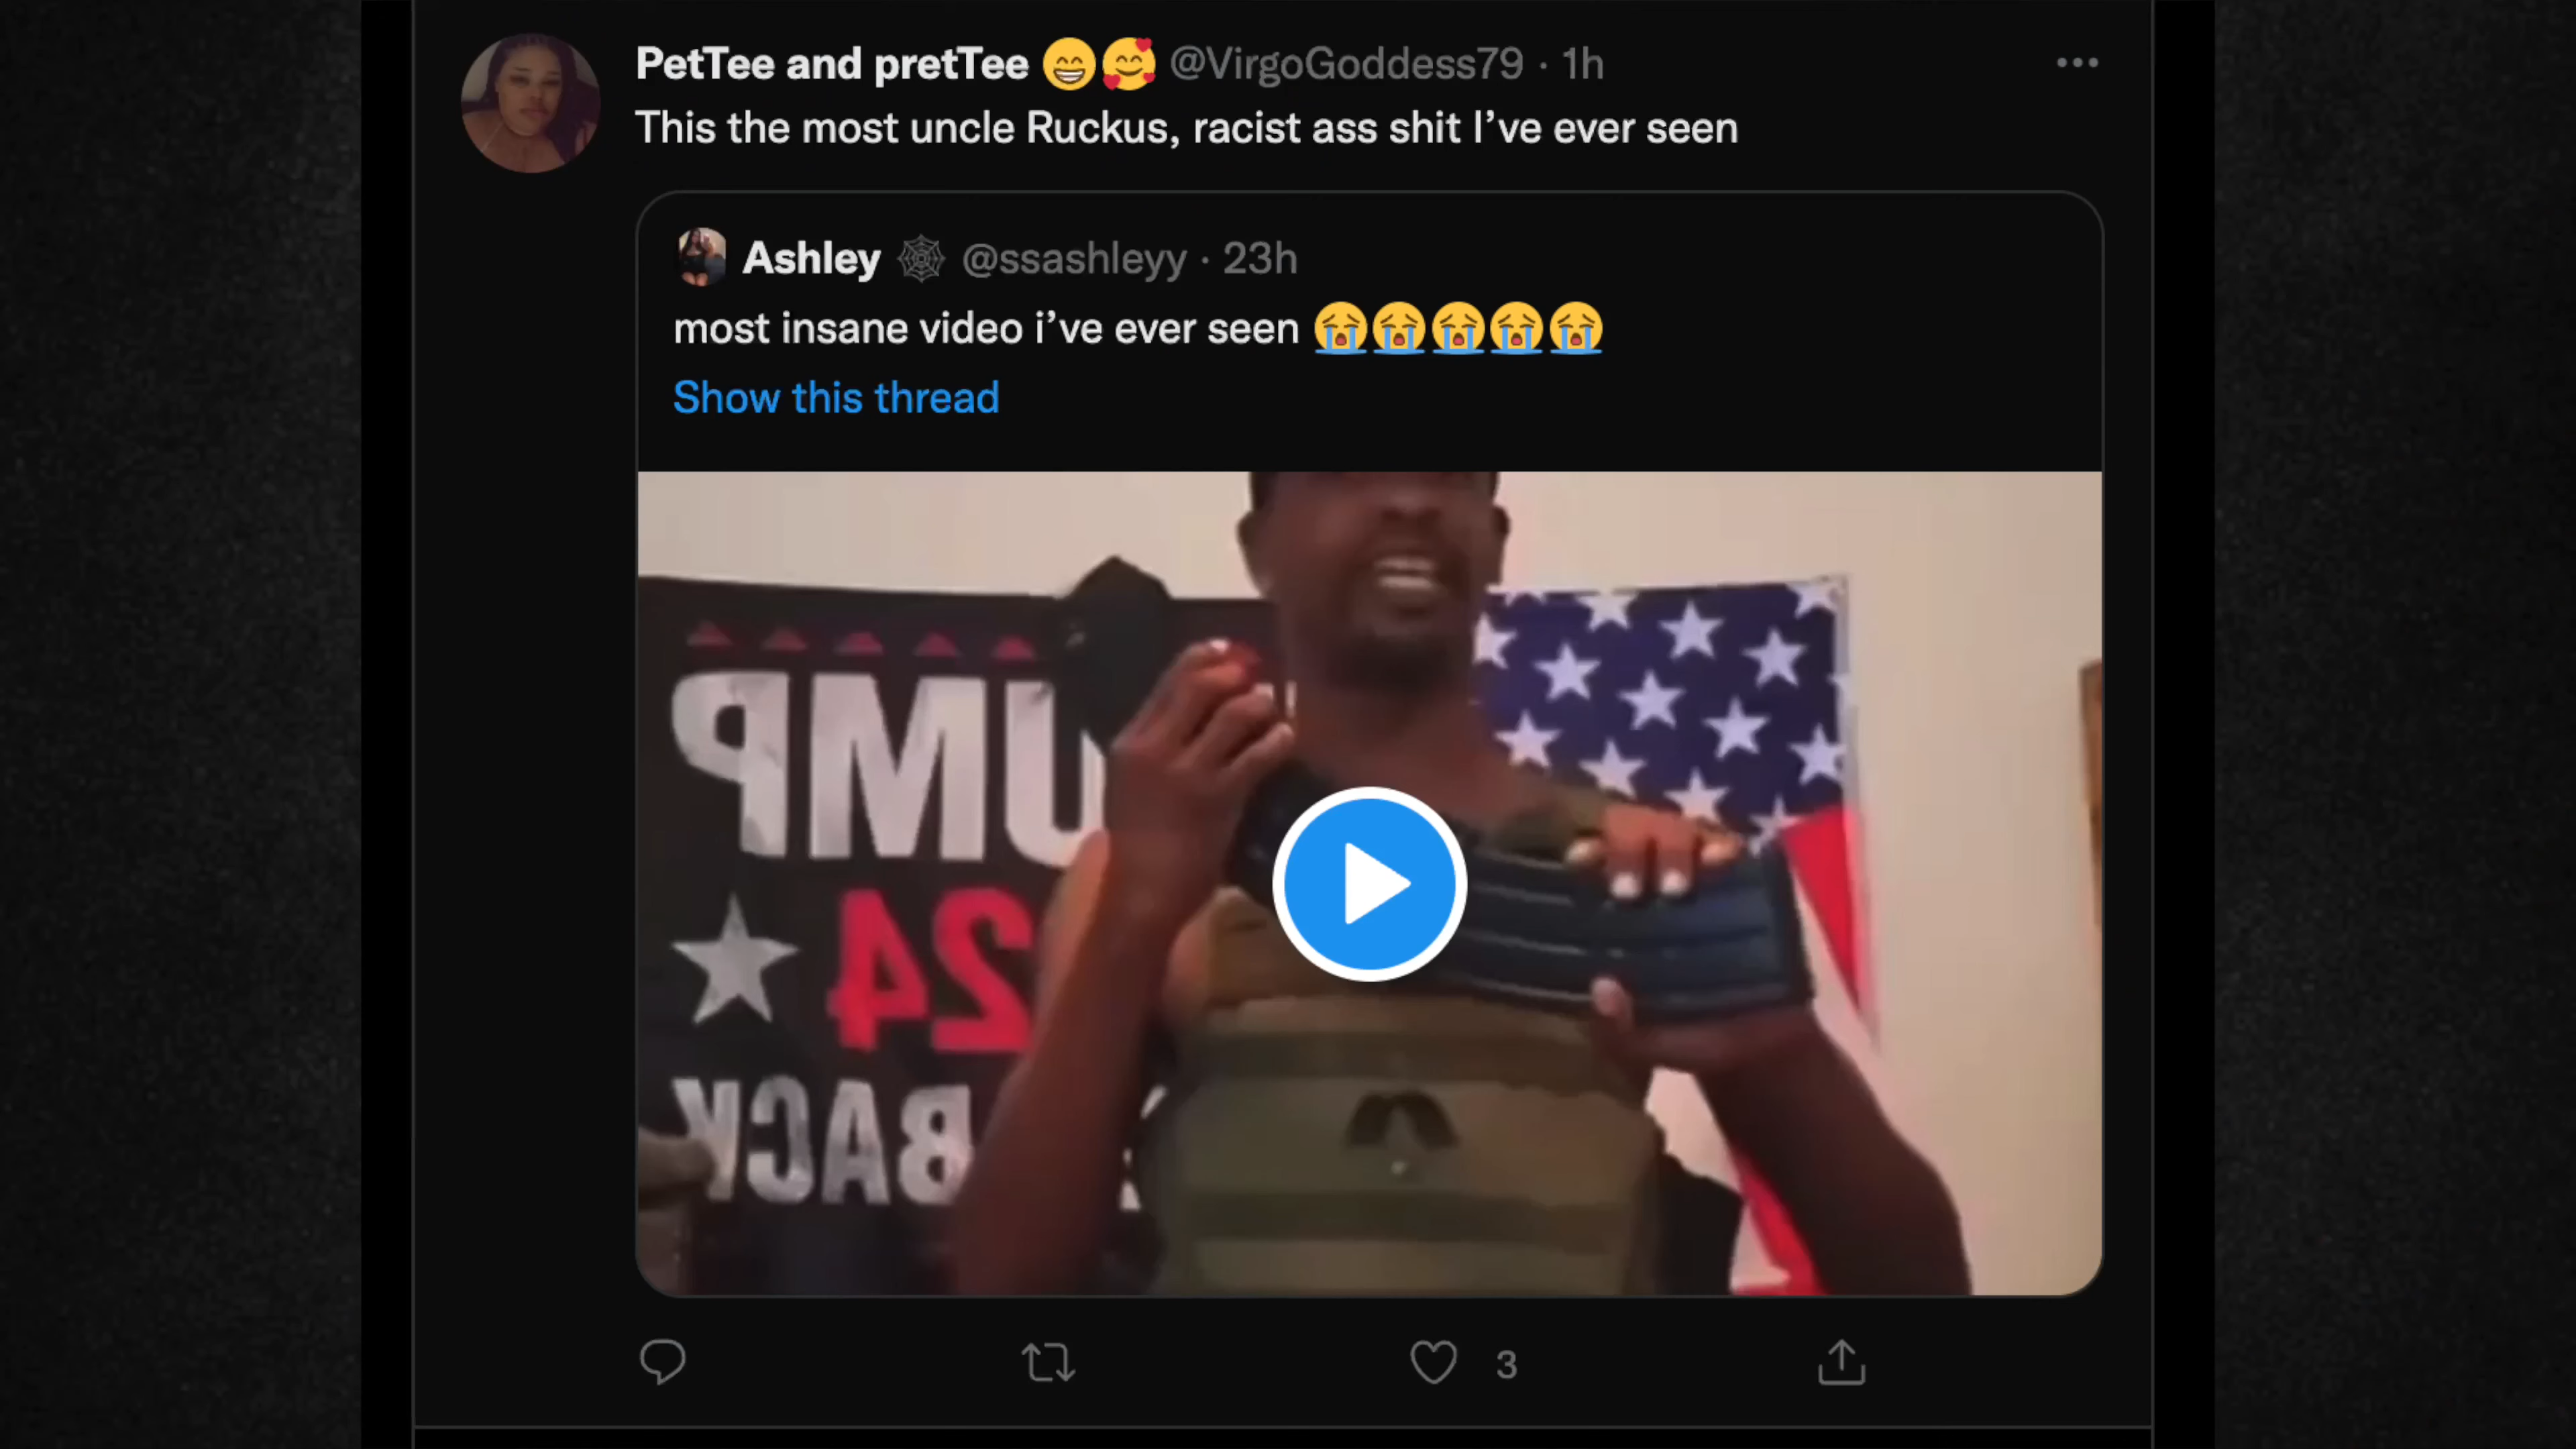 PetTee and pretTee 😁🥰 @VirgoGoddess79 · 1h
This the most uncle Ruckus, racist ass shit I’ve ever seen
Ashley 🕸 @ssashleyy · 23h
most insane video i’ve ever seen 😭😭😭😭😭
Show this thread
UMP
24
BACK
3